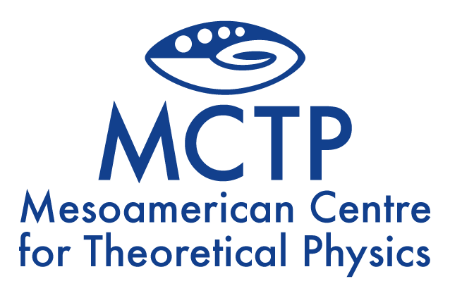 MCTP
Mesoamerican Centre
for Theoretical Physics